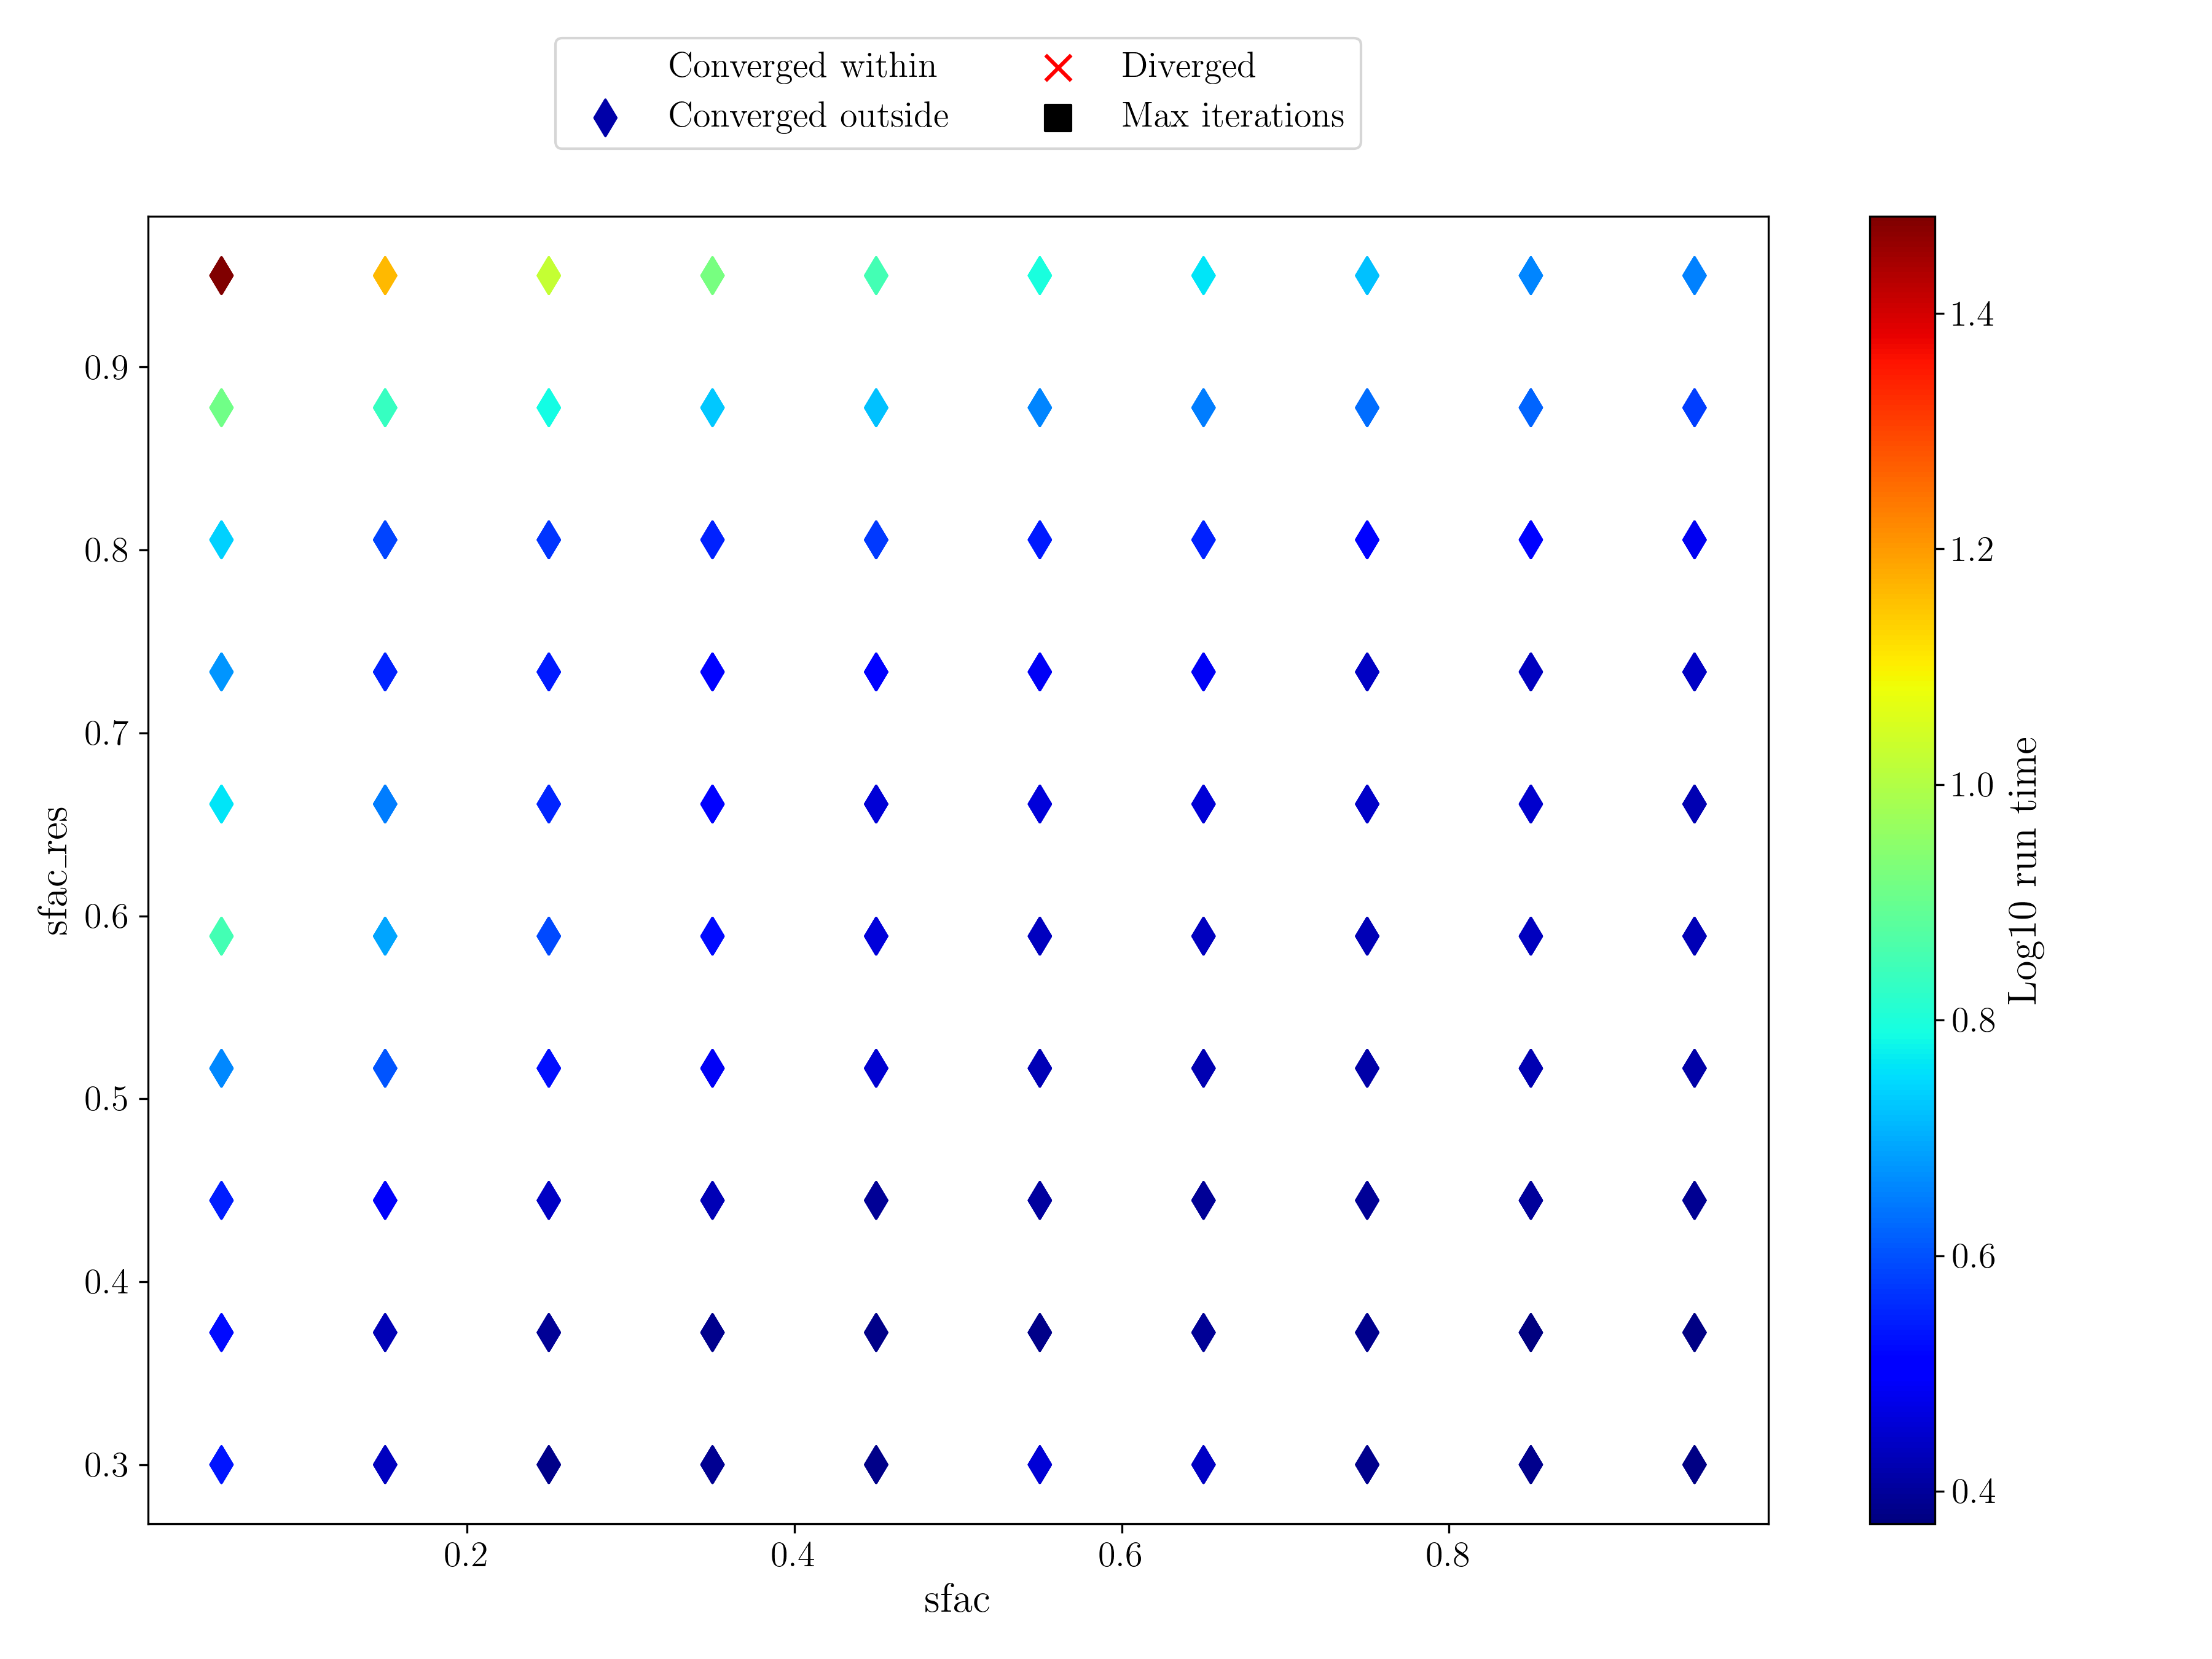 Converged within
Converged outside
Diverged
Max iterations
0.9
0.8
0.7
0.6
0.5
0.4
0.3
sfac_res
0.2
0.4
0.6
0.8
sfac
1.4
1.2
1.0
0.8
0.6
0.4
Log10 run time